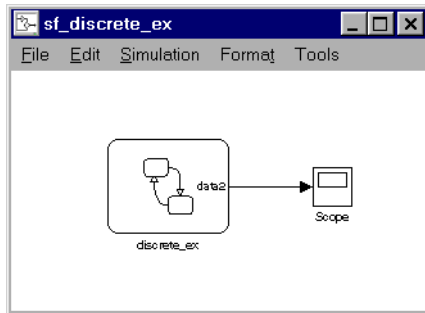 sf_discrete_ex
File Edit Simulation Format Tools
data2
Scope
discrete_ex